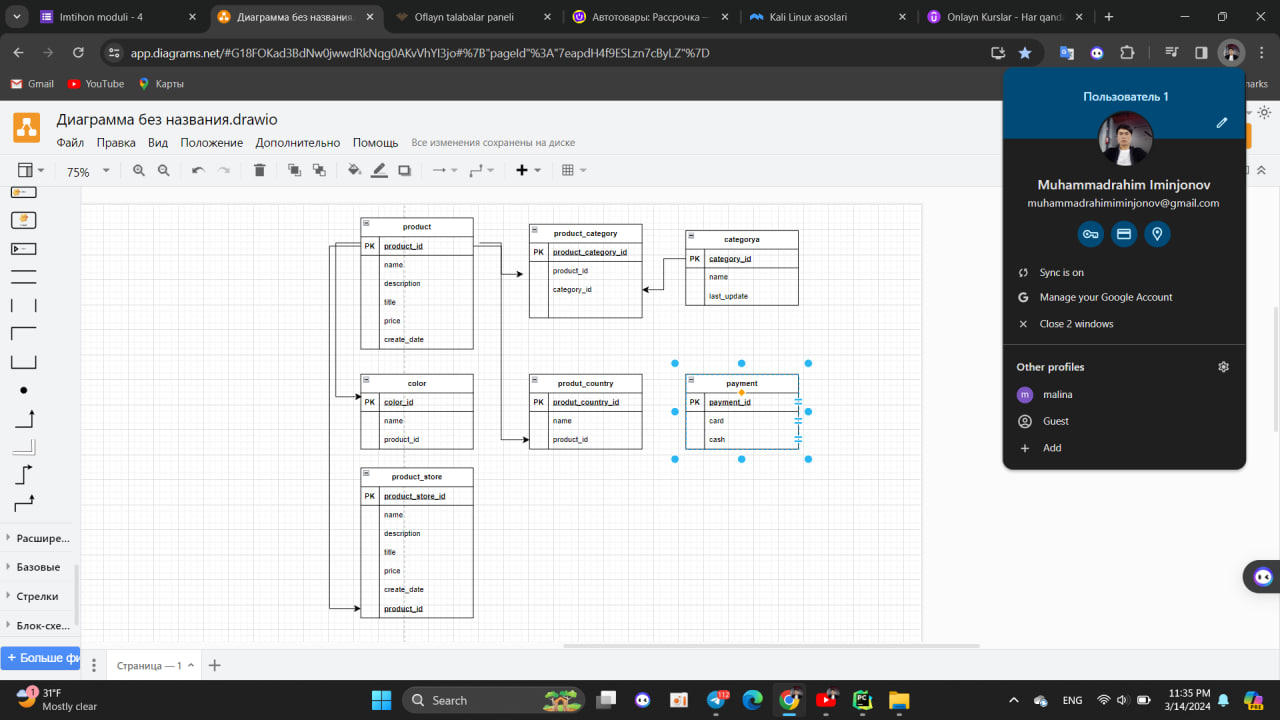 Imtihon moduli - 4
Диаграмма без названия.
Oflayn talabalar paneli
Автотовары: Рассрочка —
Kali Linux asoslari
Onlayn Kurslar - Har qand
app.diagrams.net/#G18FOKad3BdNw0jwwdRkNqg0AKvVhYI3jo#%7B"pageId"%3A"7eapdH4f9ESLzn7cByLZ"%7D
Gmail
YouTube
Карты
marks
Диаграмма без названия.drawio
Файл
Правка
Вид
Положение
Дополнительно
Помощь
Все изменения сохранены на диске
75%
product
PK product_id
name
description
title
price
create_date
product_category
PK product_category_id
product_id
category_id
categorya
PK category_id
name
last_update
color
PK color_id
name
product_id
produt_country
PK produt_country_id
name
product_id
payment
PK payment_id
card
cash
product_store
PK product_store_id
name
description
title
price
create_date
product_id
Пользователь 1
Muhammadrahim Iminjonov
muhammadrahimiminjonov@gmail.com
Sync is on
Manage your Google Account
Close 2 windows
Other profiles
m malina
Guest
Add
Расшире...
Базовые
Стрелки
Блок-схе...
+ Больше фи
Страница — 1
1
31°F
Mostly clear
Search
112
PC
ENG
11:35 PM
3/14/2024
PRE